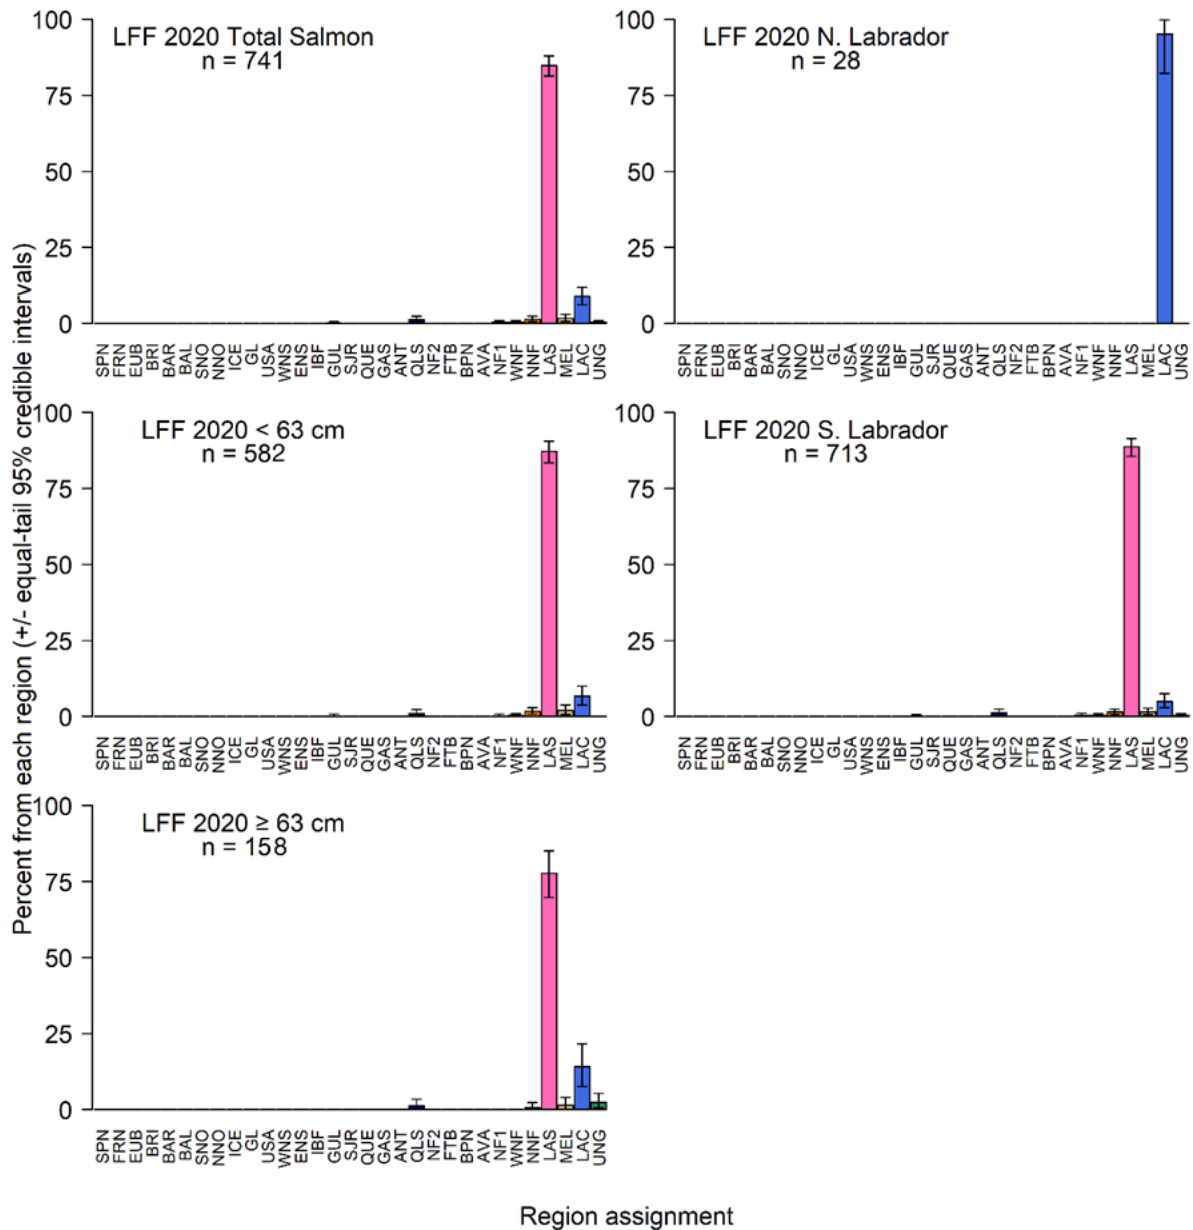 Percent from each region (+/- equal-tail 95% credible intervals)
LFF 2020 Total Salmon
n = 741
100
75
50
25
0
SPN FRN EUB BRI BAR BAL SNO NNO ICE GL USA WNS ENS IBF GUL SJR QUE GAS ANT QLS NF2 FTB BPN AVA NF1 WNF NNF LAS MEL LAC UNG
LFF 2020 N. Labrador
n = 28
100
75
50
25
0
SPN FRN EUB BRI BAR BAL SNO NNO ICE GL USA WNS ENS IBF GUL SJR QUE GAS ANT QLS NF2 FTB BPN AVA NF1 WNF NNF LAS MEL LAC UNG
LFF 2020 < 63 cm
n = 582
100
75
50
25
0
SPN FRN EUB BRI BAR BAL SNO NNO ICE GL USA WNS ENS IBF GUL SJR QUE GAS ANT QLS NF2 FTB BPN AVA NF1 WNF NNF LAS MEL LAC UNG
LFF 2020 S. Labrador
n = 713
100
75
50
25
0
SPN FRN EUB BRI BAR BAL SNO NNO ICE GL USA WNS ENS IBF GUL SJR QUE GAS ANT QLS NF2 FTB BPN AVA NF1 WNF NNF LAS MEL LAC UNG
LFF 2020 ≥ 63 cm
n = 158
100
75
50
25
0
SPN FRN EUB BRI BAR BAL SNO NNO ICE GL USA WNS ENS IBF GUL SJR QUE GAS ANT QLS NF2 FTB BPN AVA NF1 WNF NNF LAS MEL LAC UNG
Region assignment